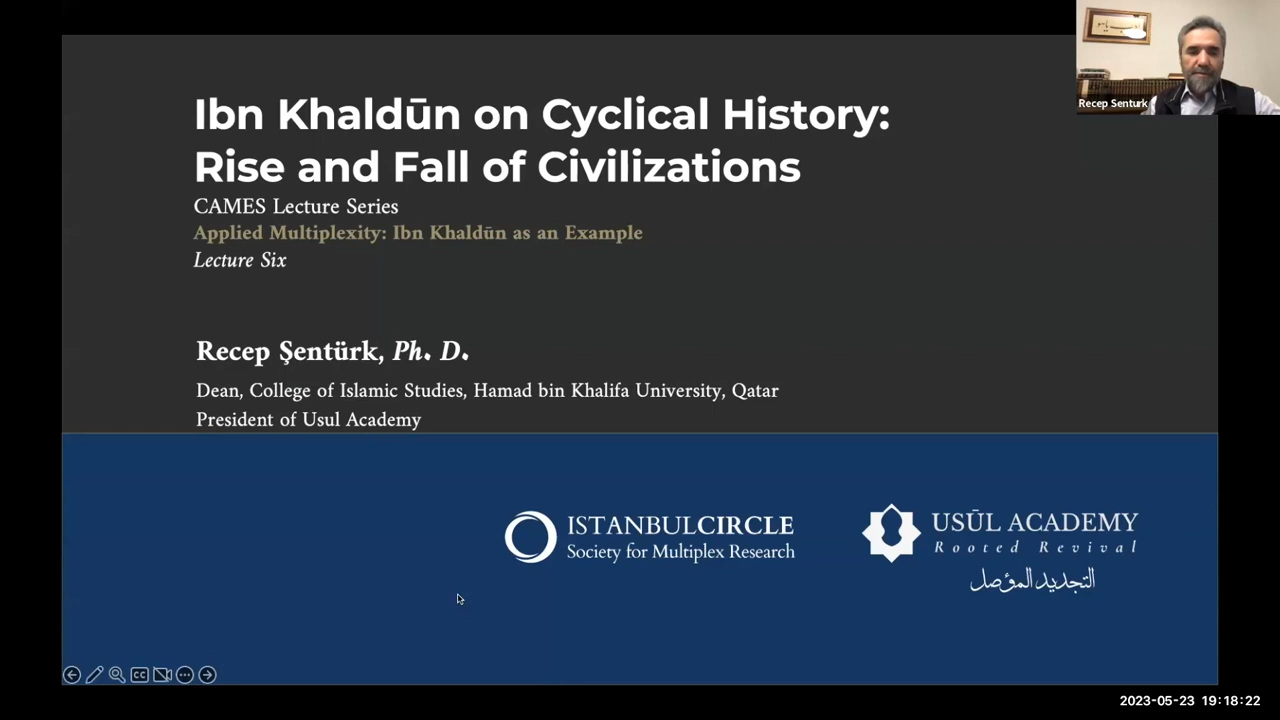 Ibn Khaldūn on Cyclical History:
Rise and Fall of Civilizations
CAMES Lecture Series
Applied Multiplexity: Ibn Khaldūn as an Example
Lecture Six
Recep Şentürk, Ph. D.
Dean, College of Islamic Studies, Hamad bin Khalifa University, Qatar
President of Usul Academy
ISTANBULCIRCLE
Society for Multiplex Research
USŪL ACADEMY
Rooted Revival
التجديد المؤصل
Recep Senturk
CC
2023-05-23 19:18:22